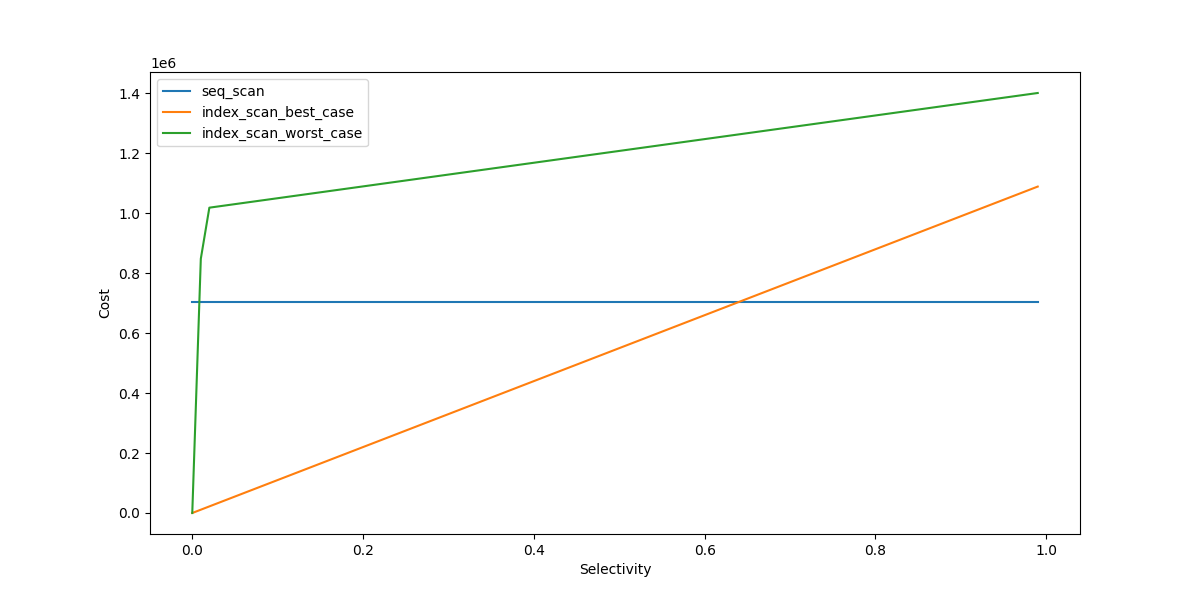 1e6
seq_scan
index_scan_best_case
index_scan_worst_case
1.4
1.2
1.0
0.8
0.6
0.4
0.2
0.0
Cost
0.0 0.2 0.4 0.6 0.8 1.0
Selectivity